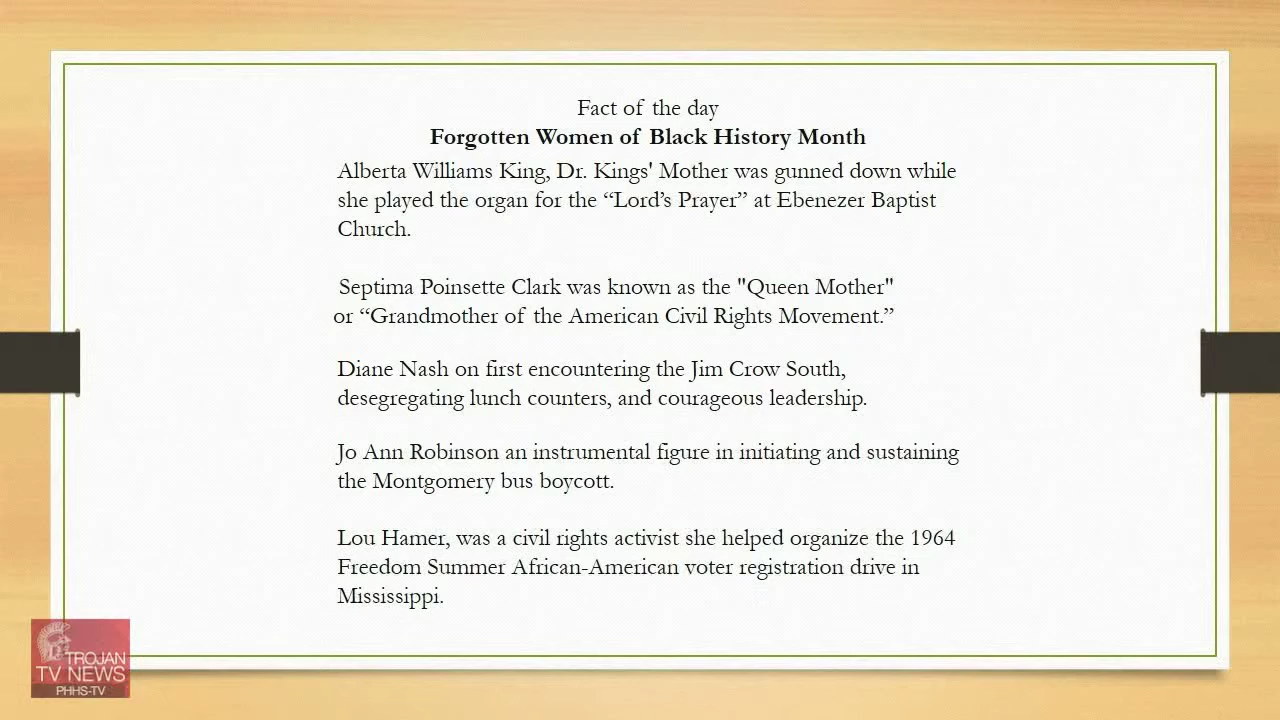 Fact of the day
Forgotten Women of Black History Month
Alberta Williams King, Dr. Kings' Mother was gunned down while
she played the organ for the “Lord’s Prayer” at Ebenezer Baptist
Church.
Septima Poinsette Clark was known as the "Queen Mother"
or “Grandmother of the American Civil Rights Movement.”
Diane Nash on first encountering the Jim Crow South,
desegregating lunch counters, and courageous leadership.
Jo Ann Robinson an instrumental figure in initiating and sustaining
the Montgomery bus boycott.
Lou Hamer, was a civil rights activist she helped organize the 1964
Freedom Summer African-American voter registration drive in
Mississippi.
TROJAN
TV NEWS
PHHS-TV